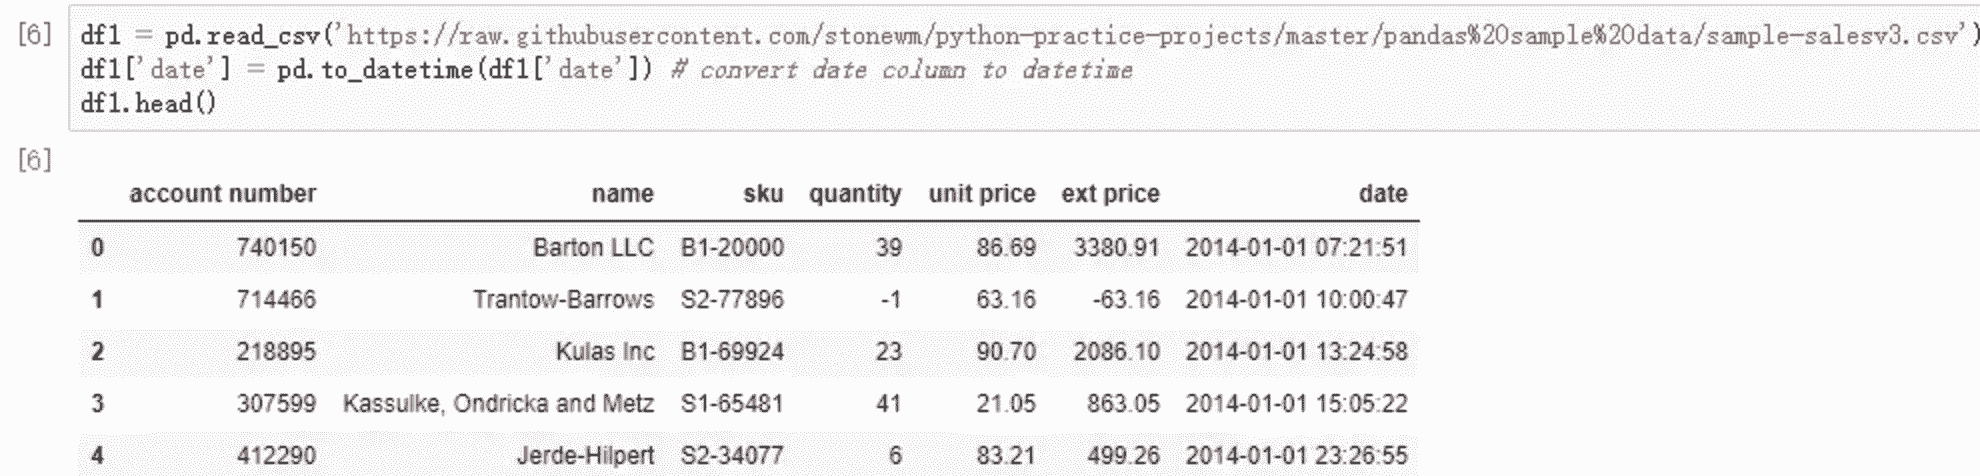 [6] df1 = pd.read_csv('https://raw.githubusercontent.com/stonewm/python-practice-projects/master/pandas%20sample%20data/sample-salesv3.csv')
df1['date'] = pd.to_datetime(df1['date']) # convert date column to datetime
df1.head()
[6]
account number name sku quantity unit price ext price date
0 740150 Barton LLC B1-20000 39 86.69 3380.91 2014-01-01 07:21:51
1 714466 Trantow-Barrows S2-77896 -1 63.16 -63.16 2014-01-01 10:00:47
2 218895 Kulas Inc B1-69924 23 90.70 2086.10 2014-01-01 13:24:58
3 307599 Kassulke, Ondricka and Metz S1-65481 41 21.05 863.05 2014-01-01 15:05:22
4 412290 Jerde-Hilpert S2-34077 6 83.21 499.26 2014-01-01 23:26:55